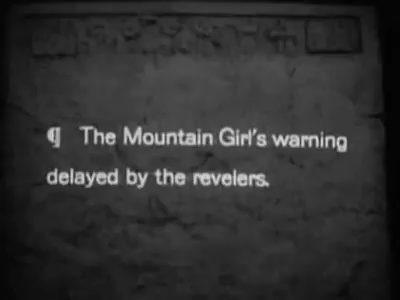 ¶ The Mountain Girl's warning
delayed by the revelers.